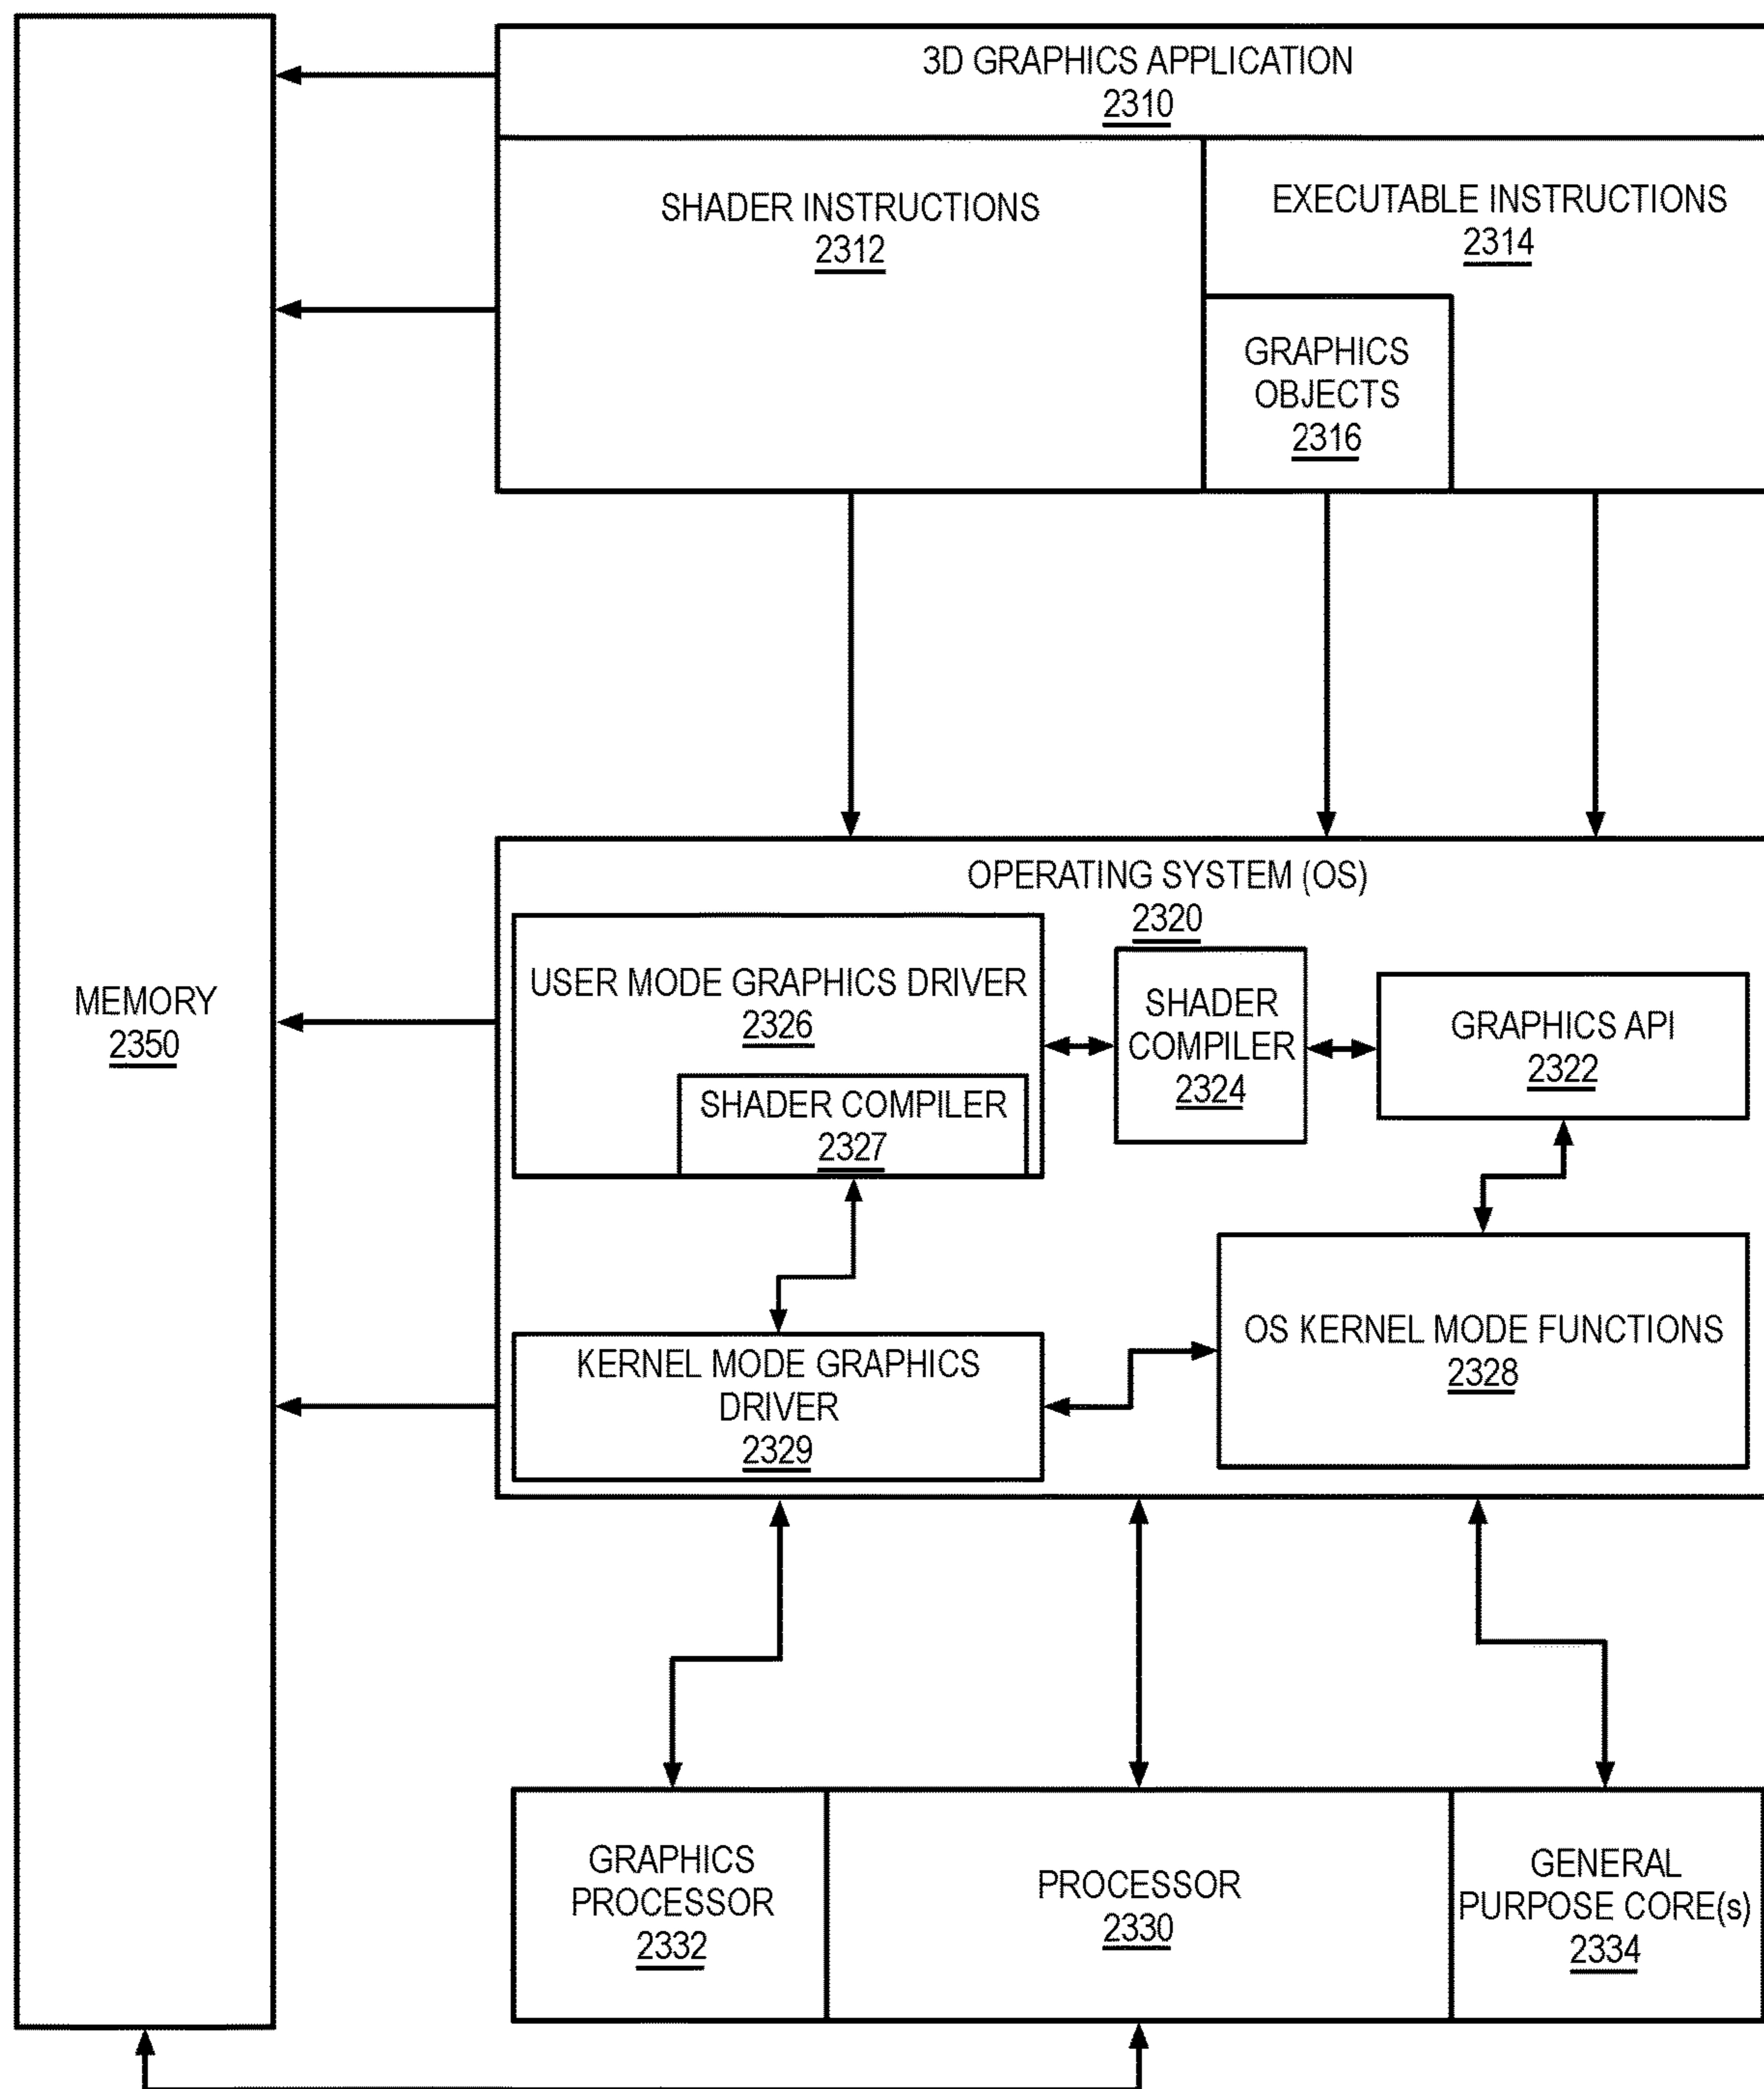 3D GRAPHICS APPLICATION
2310
SHADER INSTRUCTIONS
2312
EXECUTABLE INSTRUCTIONS
2314
GRAPHICS
OBJECTS
2316
OPERATING SYSTEM (OS)
2320
USER MODE GRAPHICS DRIVER
2326
SHADER COMPILER
2327
SHADER
COMPILER
2324
GRAPHICS API
2322
MEMORY
2350
KERNEL MODE GRAPHICS
DRIVER
2329
OS KERNEL MODE FUNCTIONS
2328
GRAPHICS
PROCESSOR
2332
PROCESSOR
2330
GENERAL
PURPOSE CORE(s)
2334